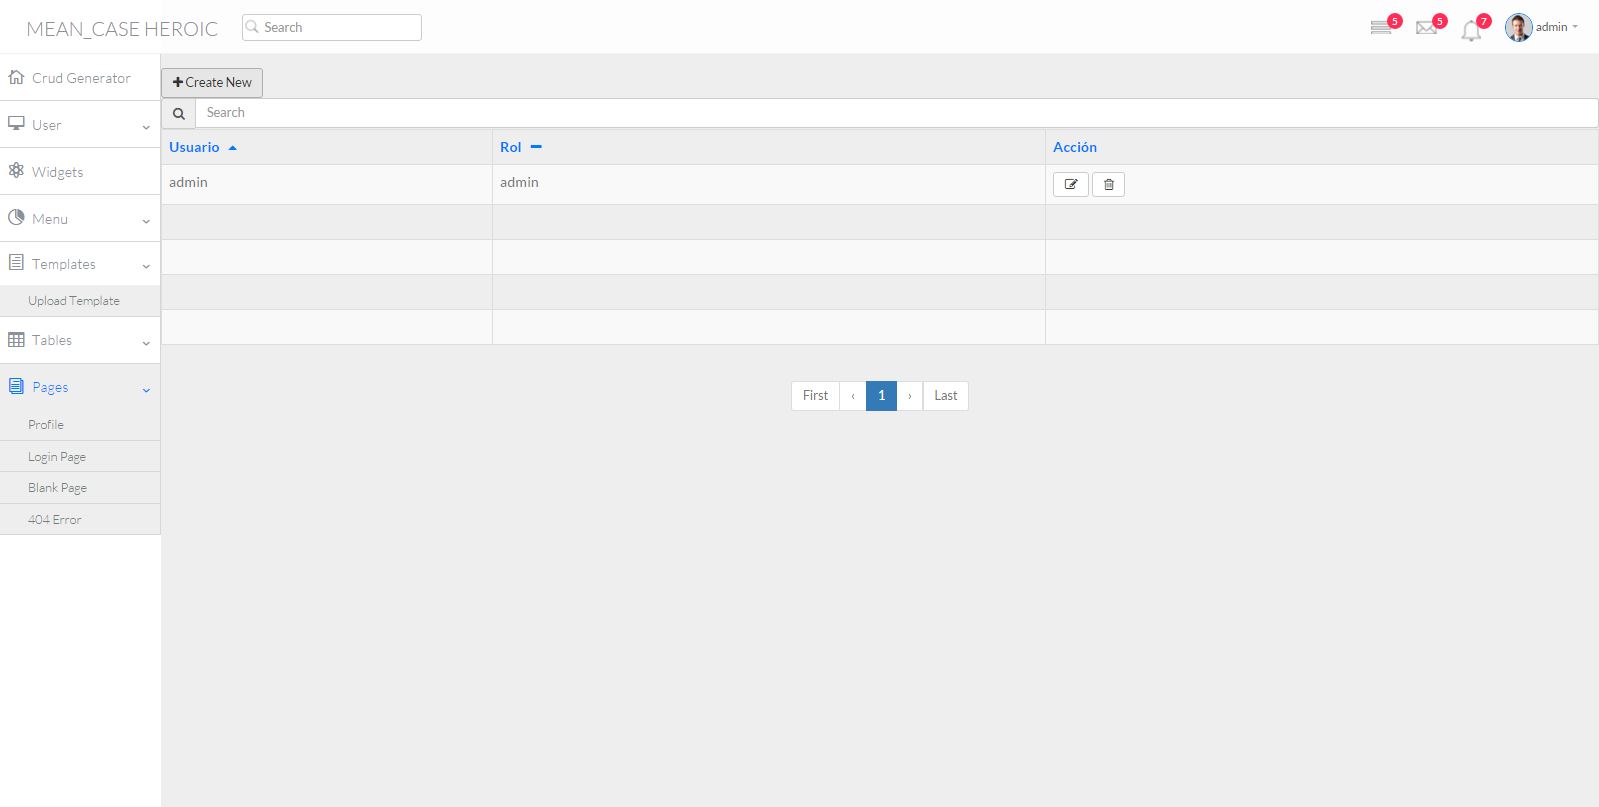 MEAN_CASE HEROIC
Search
5
5
7
admin
Crud Generator
User
Widgets
Menu
Templates
Upload Template
Tables
Pages
Profile
Login Page
Blank Page
404 Error
Create New
Search
Usuario Rol Acción
admin admin
First ‹ 1 › Last